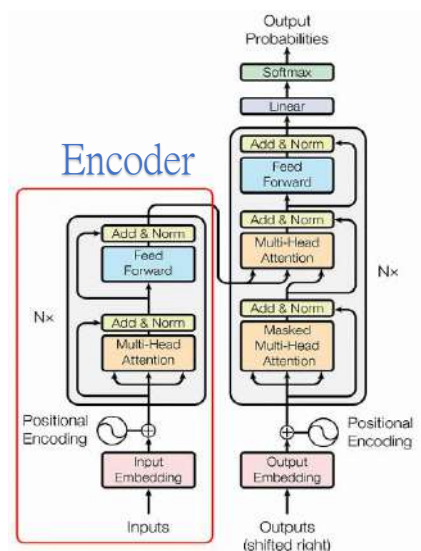 Output
Probabilities
Softmax
Linear
Add & Norm
Feed
Forward
Add & Norm
Multi-Head
Attention
Nx
Add & Norm
Masked
Multi-Head
Attention
Positional
Encoding
Output
Embedding
Outputs
(shifted right)
Encoder
Add & Norm
Feed
Forward
Nx
Add & Norm
Multi-Head
Attention
Positional
Encoding
Input
Embedding
Inputs